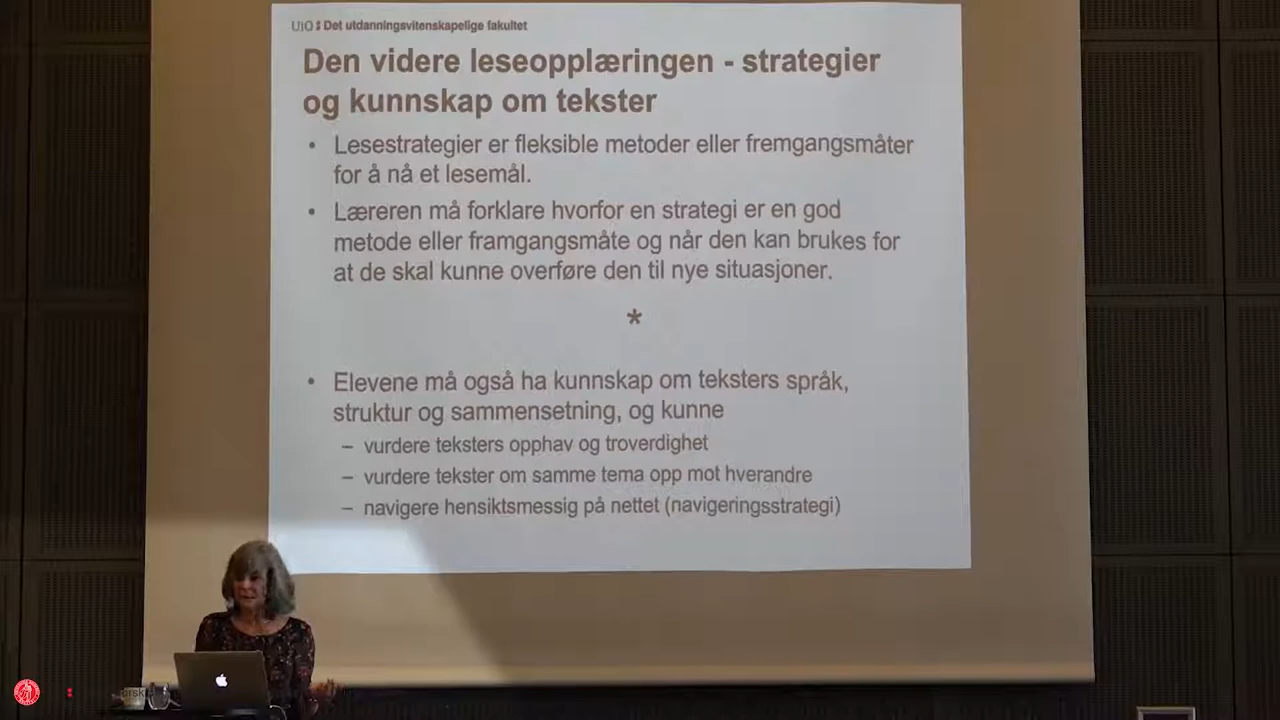 UiO : Det utdanningsvitenskapelige fakultet
Den videre leseopplæringen - strategier
og kunnskap om tekster
• Lesestrategier er fleksible metoder eller fremgangsmåter
for å nå et lesemål.
• Læreren må forklare hvorfor en strategi er en god
metode eller framgangsmåte og når den kan brukes for
at de skal kunne overføre den til nye situasjoner.
*
• Elevene må også ha kunnskap om teksters språk,
struktur og sammensetning, og kunne
– vurdere teksters opphav og troverdighet
– vurdere tekster om samme tema opp mot hverandre
– navigere hensiktsmessig på nettet (navigeringsstrategi)